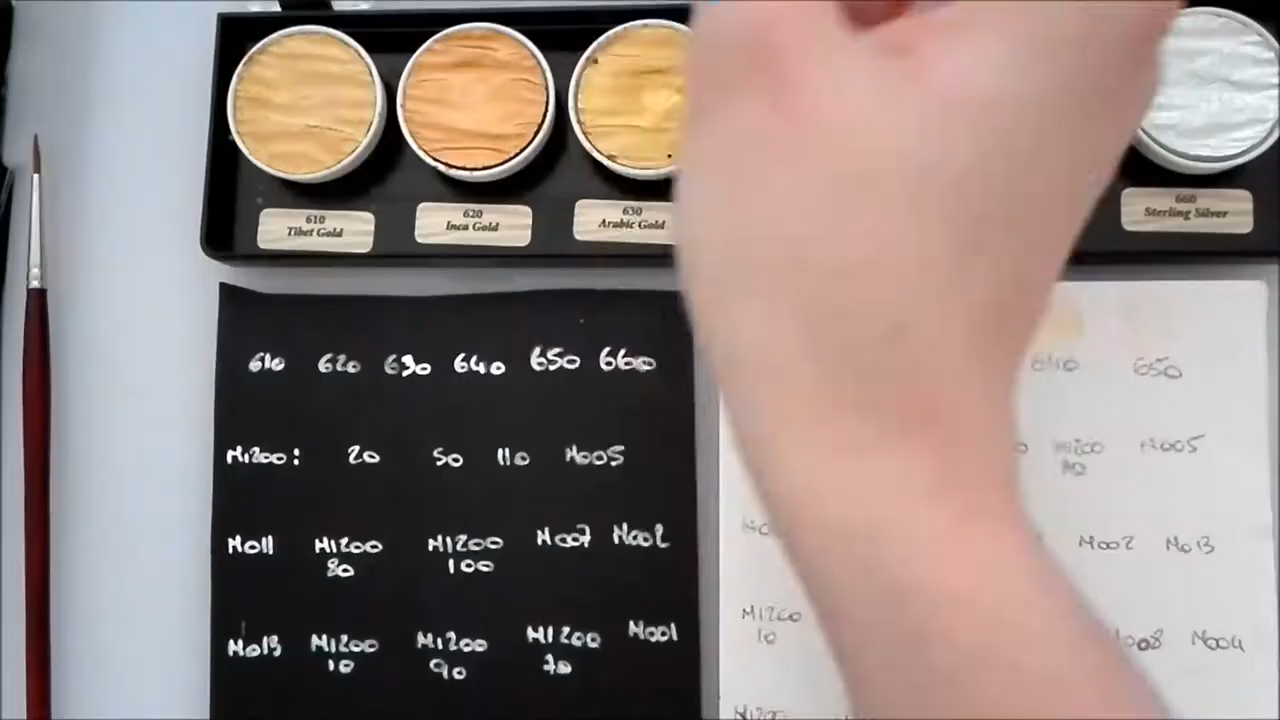 610 Tibet Gold
620 Inca Gold
630 Arabic Gold
660 Sterling Silver
610 620 630 640 650 660
M1200: 20 50 110 M005
M011 M1200 80 M1200 100 M007 M002
M013 M1200 10 M1200 90 M1200 70 M001
640 650
M1200 M005
M002 M013
M1200 10 M004
M1200